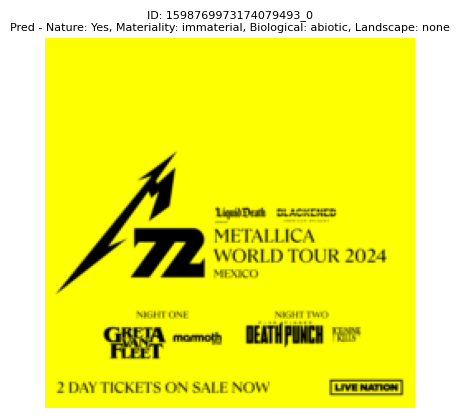 ID: 1598769973174079493_0
Pred - Nature: Yes, Materiality: immaterial, Biological: abiotic, Landscape: none
M
72
Liquid Death BLACKENED
METALLICA
WORLD TOUR 2024
MEXICO
NIGHT ONE
GRETA
VAN
FLEET
mammoth
NIGHT TWO
FIVE FINGER
DEATH PUNCH
ICE NINE
KILLS
2 DAY TICKETS ON SALE NOW
LIVE NATION